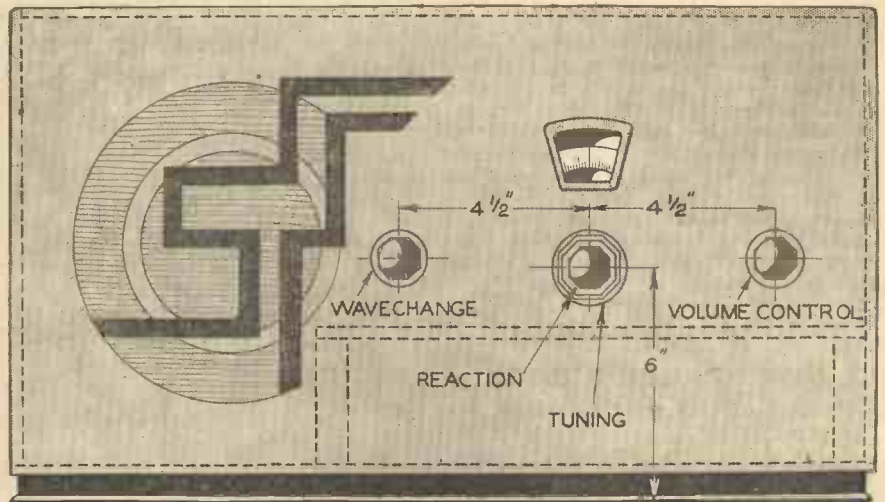 4 ½" 4 ½"
WAVECHANGE
VOLUME CONTROL
6"
REACTION
TUNING